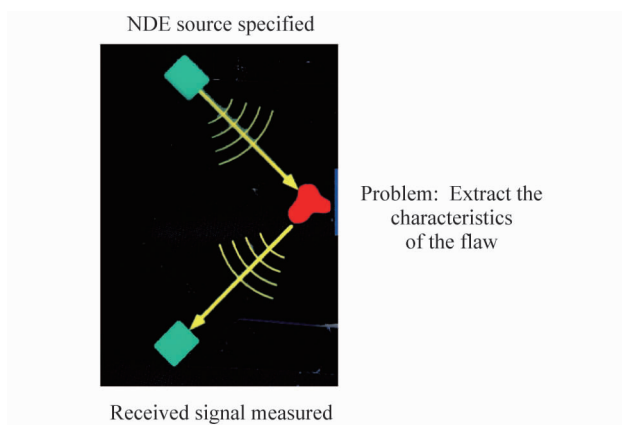 NDE source specified
Problem: Extract the
characteristics
of the flaw
Received signal measured